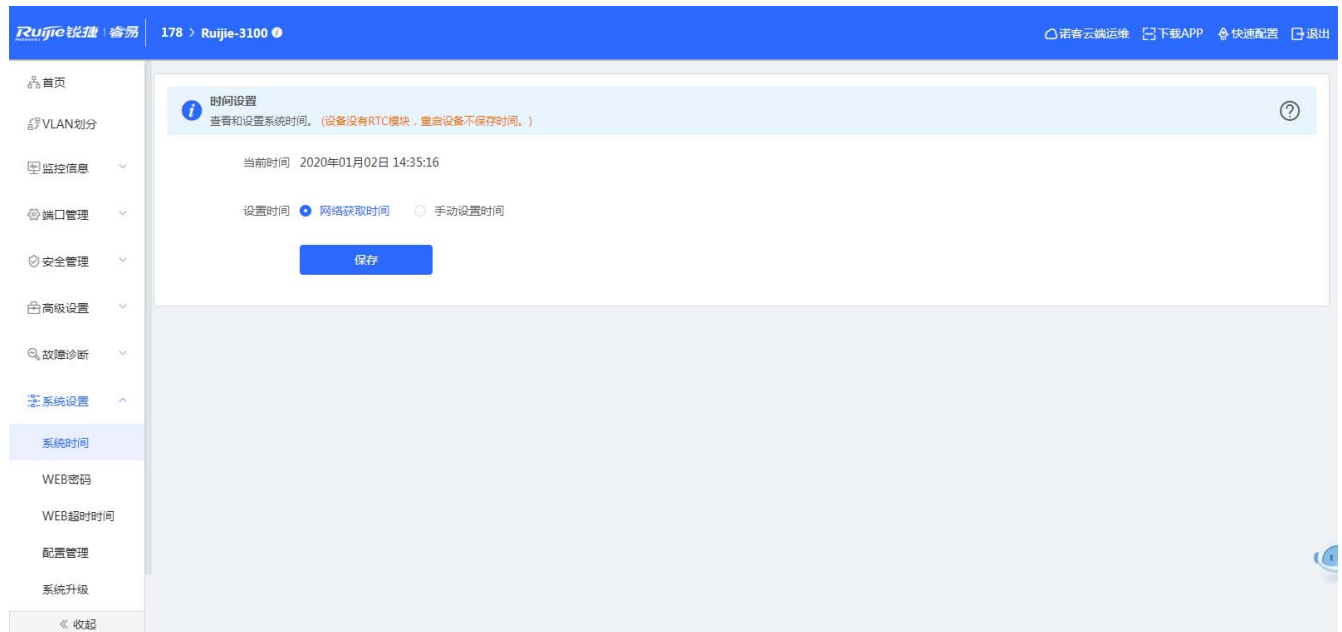 Ruijie锐捷 | 睿易 178 > Ruijie-3100 诺客云端运维 下载APP 快速配置 退出
首页
VLAN划分
监控信息
端口管理
安全管理
高级设置
故障诊断
系统设置
系统时间
WEB密码
WEB超时时间
配置管理
系统升级
《 收起
时间设置
查看和设置系统时间。 (设备没有RTC模块，重启设备不保存时间。)
当前时间 2020年01月02日 14:35:16
设置时间 网络获取时间 手动设置时间
保存